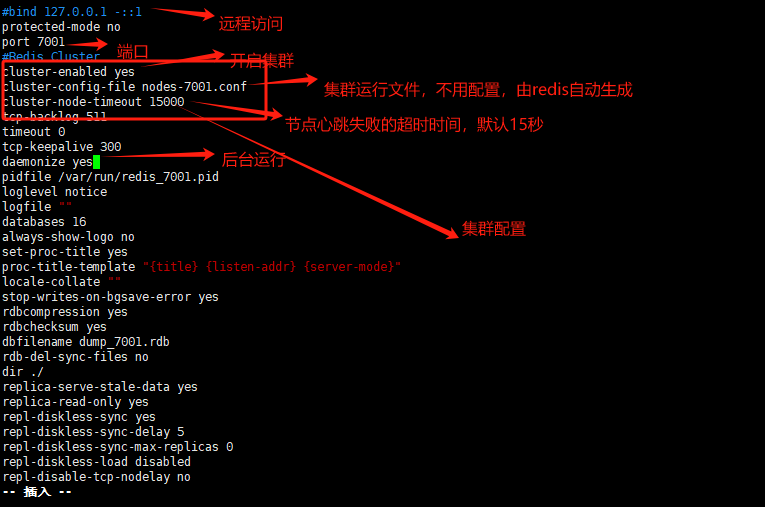 #bind 127.0.0.1 -::1
远程访问
protected-mode no
port 7001
端口
#Redis Cluster
开启集群
cluster-enabled yes
cluster-config-file nodes-7001.conf
集群运行文件，不用配置，由redis自动生成
cluster-node-timeout 15000
tcp-backlog 511
节点心跳失败的超时时间，默认15秒
timeout 0
tcp-keepalive 300
daemonize yes
后台运行
pidfile /var/run/redis_7001.pid
loglevel notice
logfile ""
databases 16
集群配置
always-show-logo no
set-proc-title yes
proc-title-template "{title} {listen-addr} {server-mode}"
locale-collate ""
stop-writes-on-bgsave-error yes
rdbcompression yes
rdbchecksum yes
dbfilename dump_7001.rdb
rdb-del-sync-files no
dir ./
replica-serve-stale-data yes
replica-read-only yes
repl-diskless-sync yes
repl-diskless-sync-delay 5
repl-diskless-sync-max-replicas 0
repl-diskless-load disabled
repl-disable-tcp-nodelay no
-- 插入 --